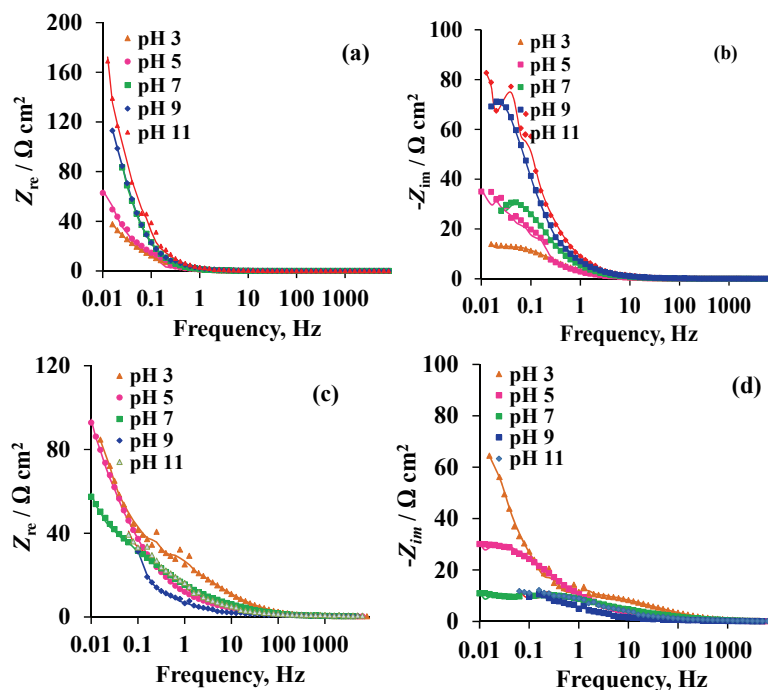 (a)
200
160
120
80
40
0
Z_re / Ω cm²
pH 3
pH 5
pH 7
pH 9
pH 11
0.01 0.1 1 10 100 1000
Frequency, Hz
(b)
100
80
60
40
20
0
-Z_im / Ω cm²
pH 3
pH 5
pH 7
pH 9
pH 11
0.01 0.1 1 10 100 1000
Frequency, Hz
(c)
120
80
40
0
Z_re / Ω cm²
pH 3
pH 5
pH 7
pH 9
pH 11
0.01 0.1 1 10 100 1000
Frequency, Hz
(d)
100
80
60
40
20
0
-Z_im / Ω cm²
pH 3
pH 5
pH 7
pH 9
pH 11
0.01 0.1 1 10 100 1000
Frequency, Hz